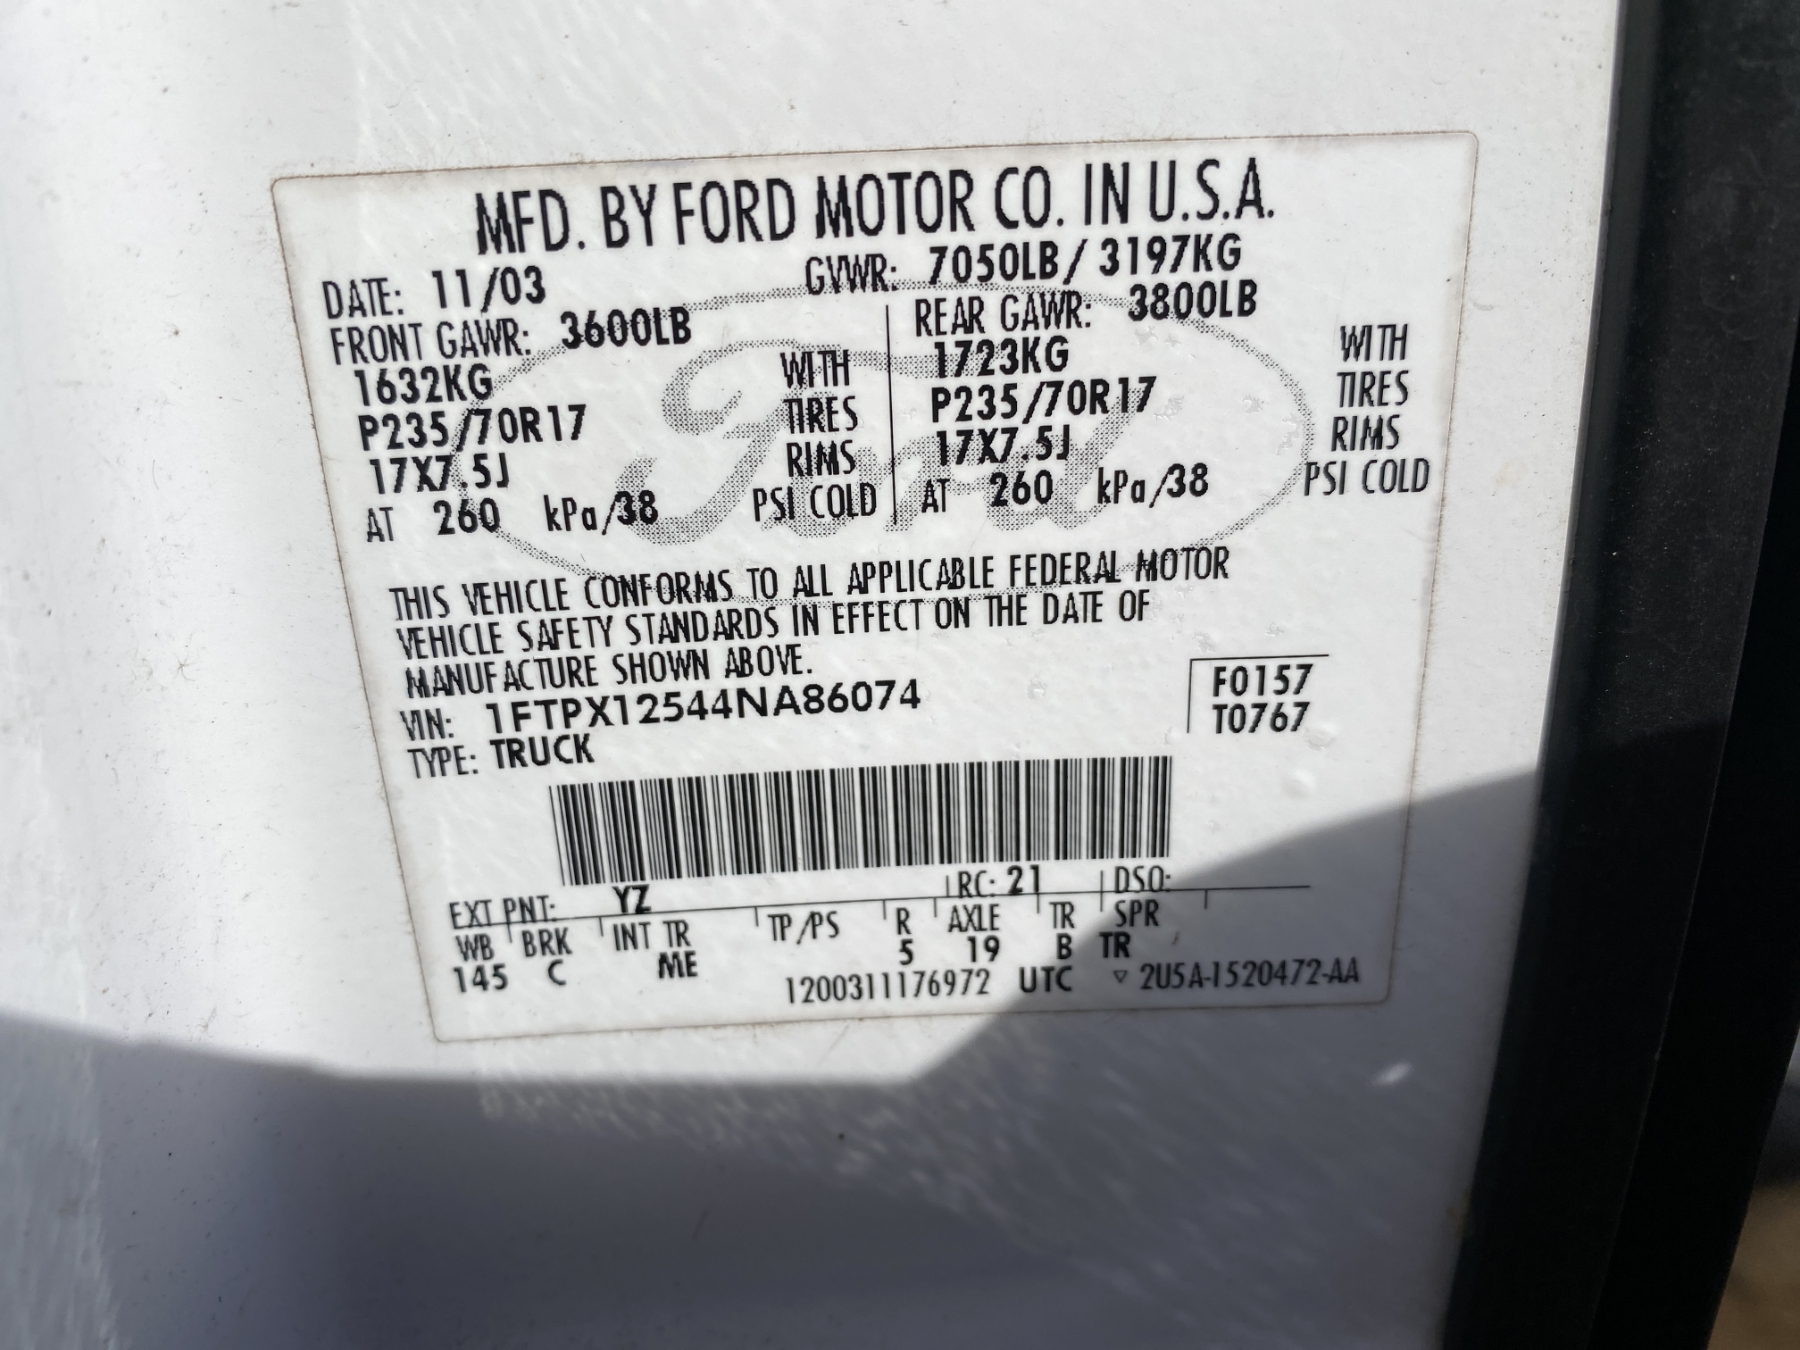 MFD. BY FORD MOTOR CO. IN U.S.A.
DATE: 11/03 GVWR: 7050LB/ 3197KG
FRONT GAWR: 3600LB REAR GAWR: 3800LB
1632KG WITH 1723KG WITH
P235/70R17 TIRES P235/70R17 TIRES
17X7.5J RIMS 17X7.5J RIMS
AT 260 kPa/38 PSI COLD AT 260 kPa/38 PSI COLD
Ford
THIS VEHICLE CONFORMS TO ALL APPLICABLE FEDERAL MOTOR
VEHICLE SAFETY STANDARDS IN EFFECT ON THE DATE OF
MANUFACTURE SHOWN ABOVE.
VIN: 1FTPX12544NA86074 F0157
TYPE: TRUCK T0767
EXT PNT: YZ RC: 21 DSO:
WB BRK INT TR TP/PS R AXLE TR SPR
145 C ME 5 19 B TR
1200311176972 UTC ▽ 2U5A-1520472-AA